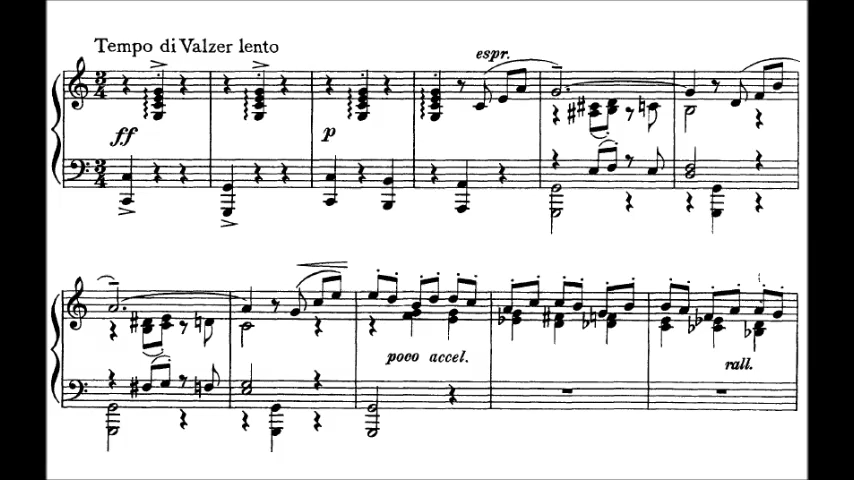 Tempo di Valzer lento
espr.
ff
p
poco accel.
rall.